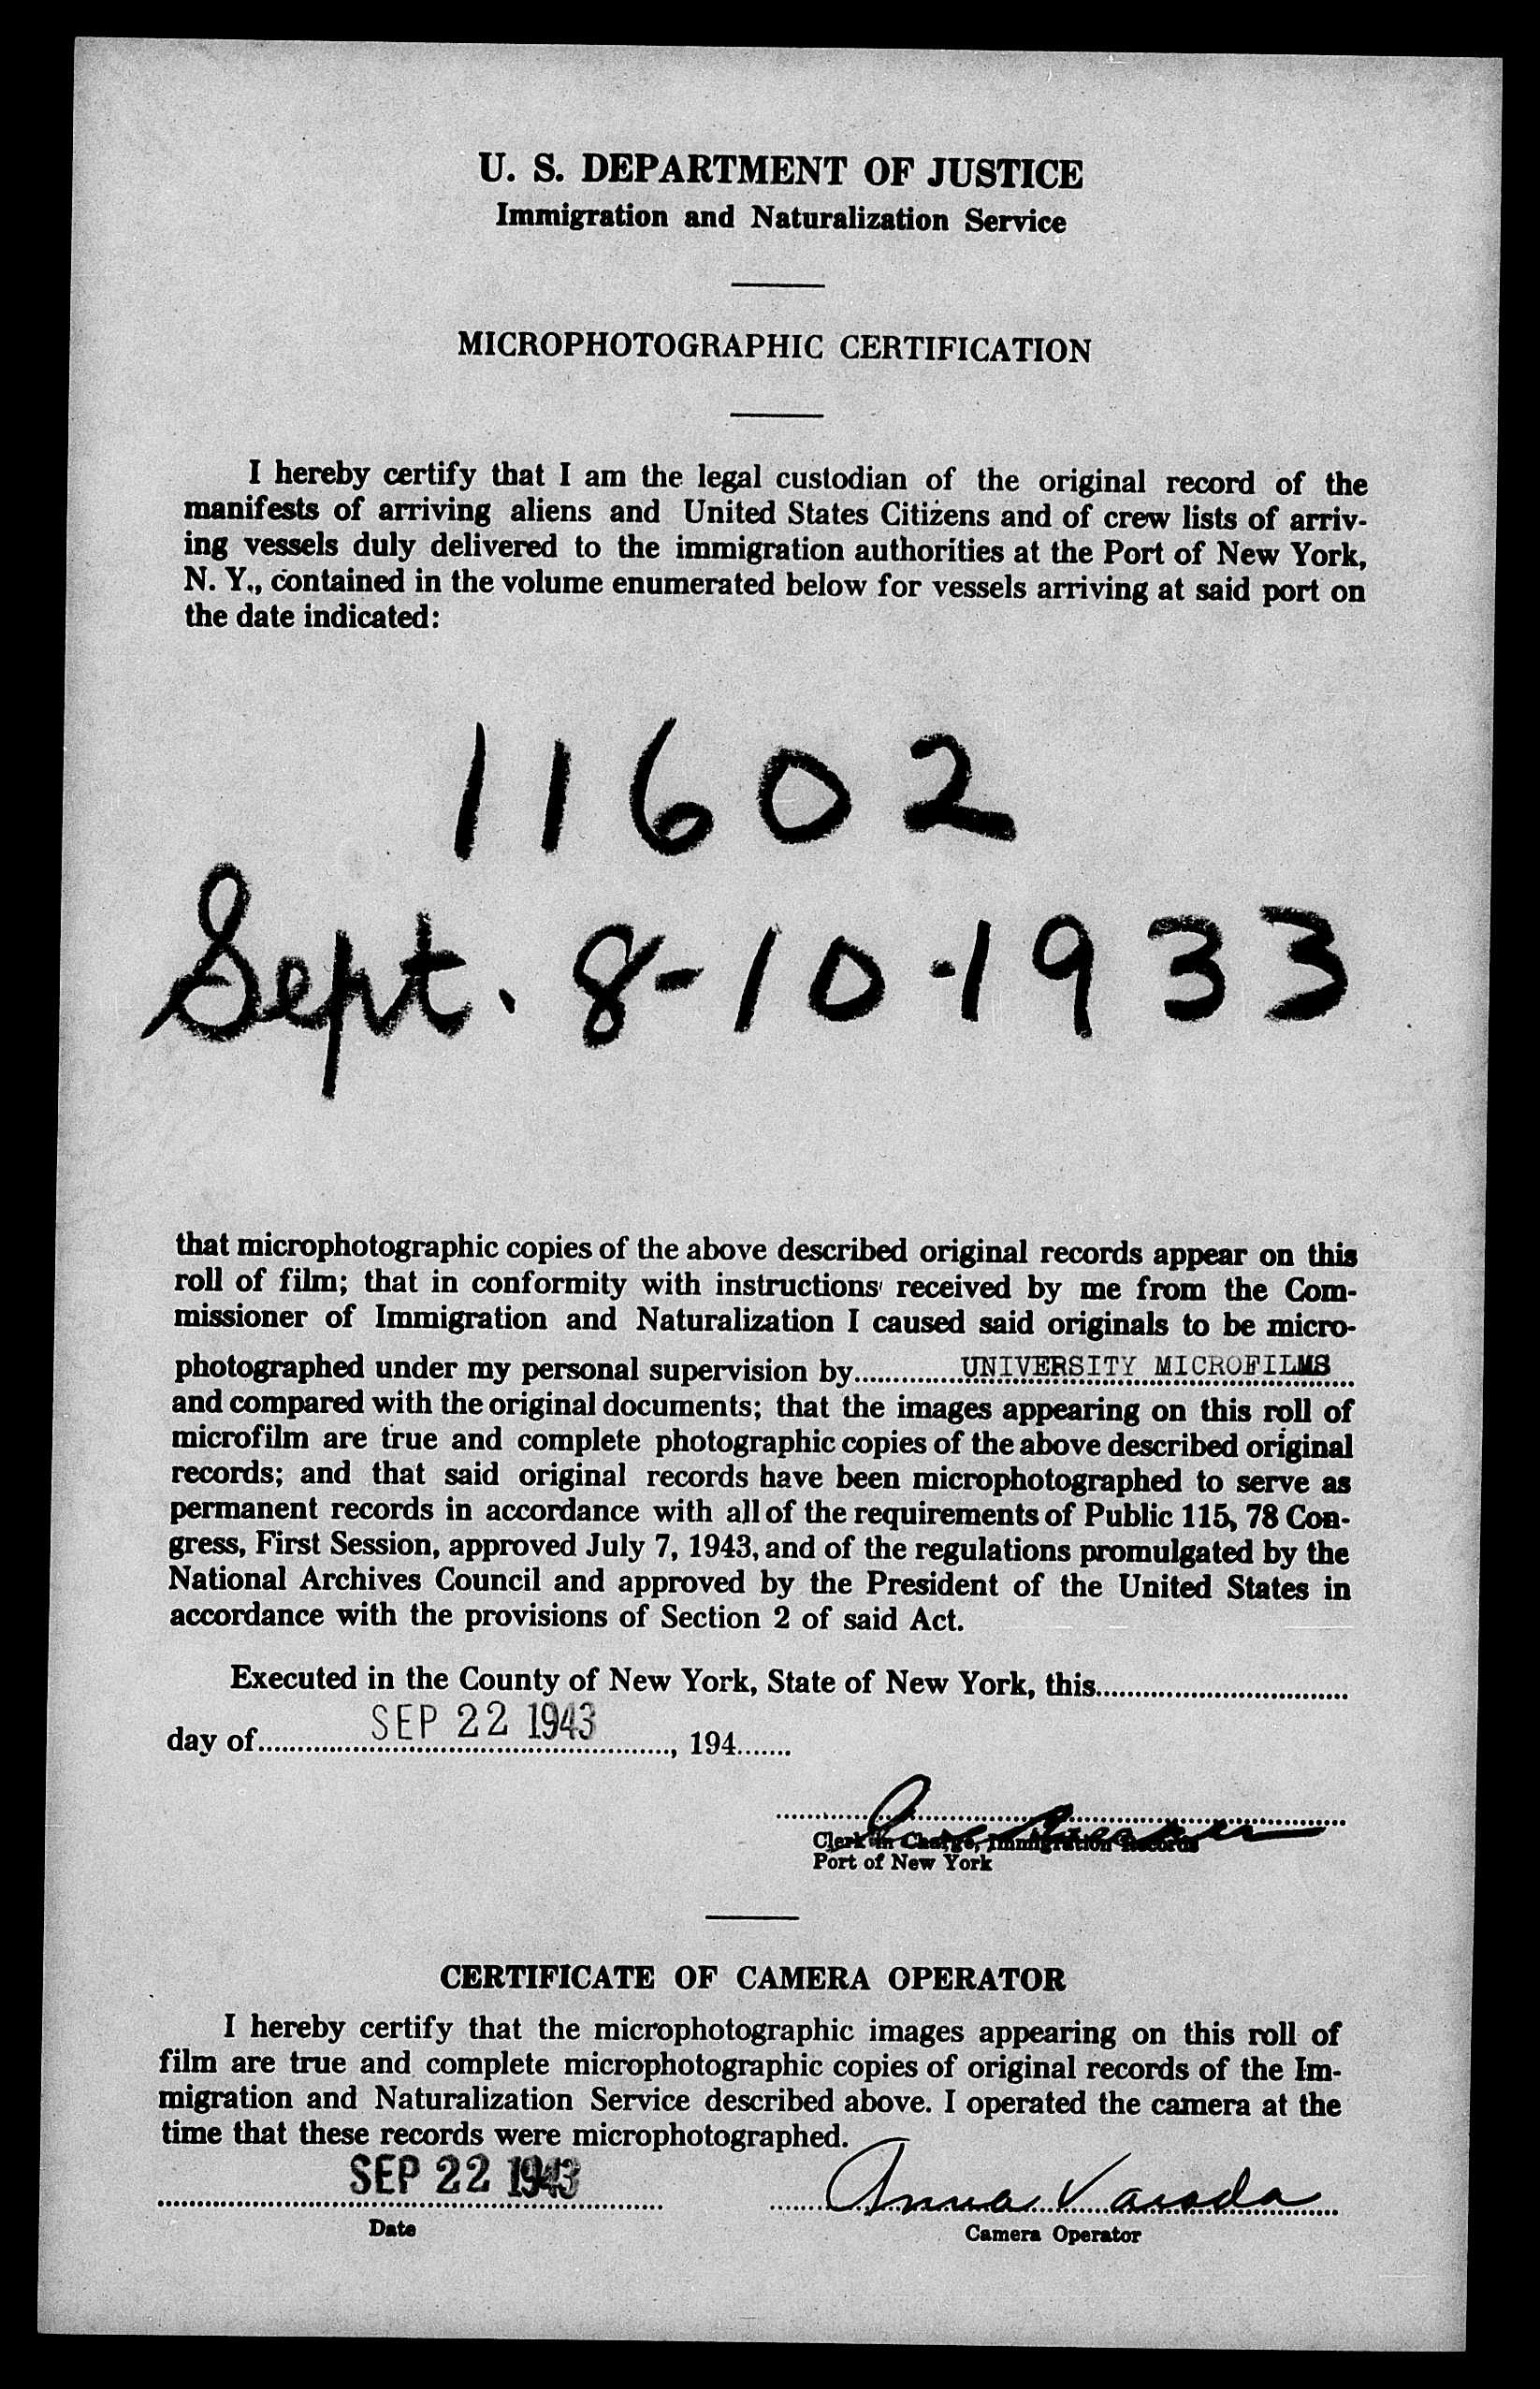 U. S. DEPARTMENT OF JUSTICE
Immigration and Naturalization Service
MICROPHOTOGRAPHIC CERTIFICATION
I hereby certify that I am the legal custodian of the original record of the
manifests of arriving aliens and United States Citizens and of crew lists of arriv-
ing vessels duly delivered to the immigration authorities at the Port of New York,
N. Y., contained in the volume enumerated below for vessels arriving at said port on
the date indicated:
11602
Sept. 8-10-1933
that microphotographic copies of the above described original records appear on this
roll of film; that in conformity with instructions received by me from the Com-
missioner of Immigration and Naturalization I caused said originals to be micro-
photographed under my personal supervision by..............UNIVERSITY MICROFILMS
and compared with the original documents; that the images appearing on this roll of
microfilm are true and complete photographic copies of the above described original
records; and that said original records have been microphotographed to serve as
permanent records in accordance with all of the requirements of Public 115, 78 Con-
gress, First Session, approved July 7, 1943, and of the regulations promulgated by the
National Archives Council and approved by the President of the United States in
accordance with the provisions of Section 2 of said Act.
Executed in the County of New York, State of New York, this................................
day of..............SEP 22 1943.........., 194.......
Clerk in Charge, Immigration Records
Port of New York
CERTIFICATE OF CAMERA OPERATOR
I hereby certify that the microphotographic images appearing on this roll of
film are true and complete microphotographic copies of original records of the Im-
migration and Naturalization Service described above. I operated the camera at the
time that these records were microphotographed.
SEP 22 1943 Anna
Date Camera Operator